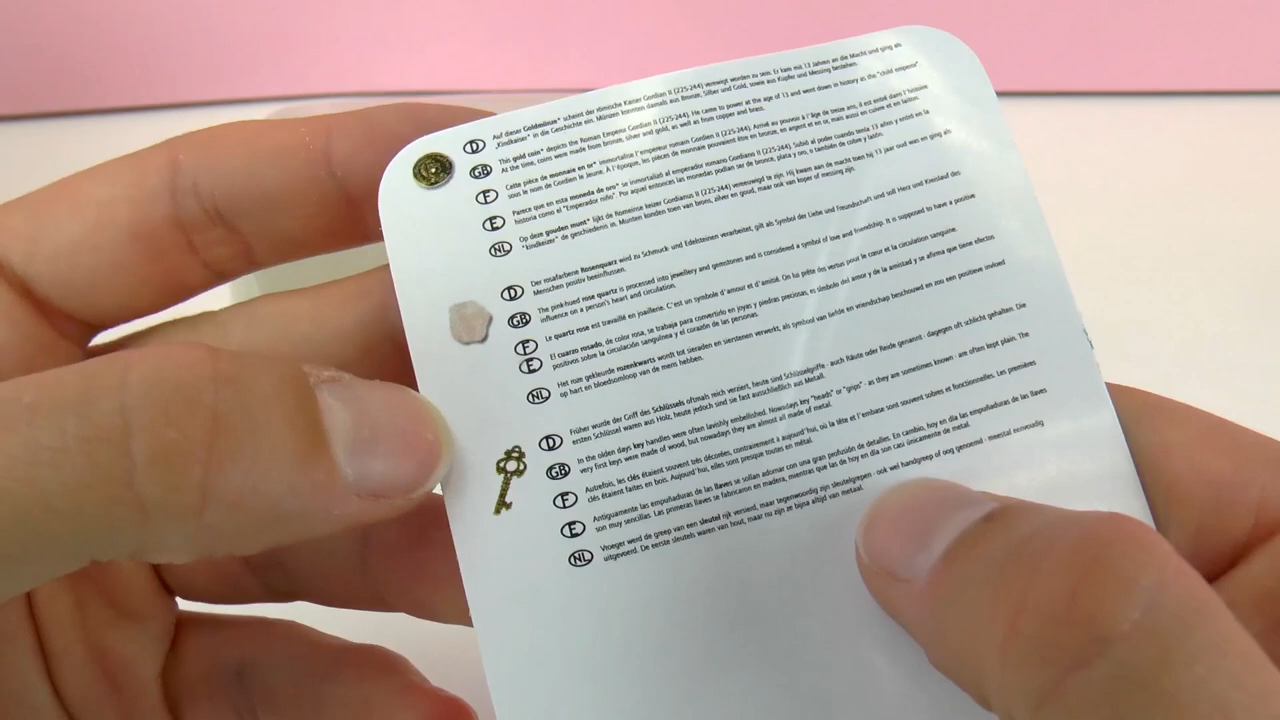 D Auf dieser Goldmünze* scheint der römische Kaiser Gordian II (225-244) verewigt worden zu sein. Er kam mit 13 Jahren an die Macht und ging als
„Kindkaiser" in die Geschichte ein. Münzen konnten damals aus Bronze, Silber und Gold, sowie aus Kupfer und Messing bestehen.
GB This gold coin* depicts the Roman Emperor Gordian II (225-244). He came to power at the age of 13 and went down in history as the "child emperor".
At the time, coins were made from bronze, silver and gold, as well as from copper and brass.
F Cette pièce de monnaie en or* immortalise l'empereur romain Gordien II (225-244). Arrivé au pouvoir à l'âge de treize ans, il est entré dans l'histoire
sous le nom de Gordien le Jeune. À l'époque, les pièces de monnaie pouvaient être en bronze, en argent et en or, mais aussi en cuivre et en laiton.
E Parece que en esta moneda de oro* se inmortalizó al emperador romano Gordiano II (225-244). Subió al poder cuando tenía 13 años y entró en la
historia como el "Emperador niño". Por aquel entonces las monedas podían ser de bronce, plata y oro, o también de cobre y latón.
NL Op deze gouden munt* lijkt de Romeinse keizer Gordianus II (225-244) vereeuwigd te zijn. Hij kwam aan de macht toen hij 13 jaar oud was en ging als
"kindkeizer" de geschiedenis in. Munten konden toen van brons, zilver en goud, maar ook van koper of messing zijn.
D Der rosafarbene Rosenquarz wird zu Schmuck- und Edelsteinen verarbeitet, gilt als Symbol der Liebe und Freundschaft und soll Herz und Kreislauf des
Menschen positiv beeinflussen.
GB The pink-hued rose quartz is processed into jewellery and gemstones and is considered a symbol of love and friendship. It is supposed to have a positive
influence on a person's heart and circulation.
F Le quartz rose est travaillé en joaillerie. C'est un symbole d'amour et d'amitié. On lui prête des vertus pour le cœur et la circulation sanguine.
E El cuarzo rosado, de color rosa, se trabaja para convertirlo en joyas y piedras preciosas, es símbolo del amor y de la amistad y se afirma que tiene efectos
positivos sobre la circulación sanguínea y el corazón de las personas.
NL Het roze gekleurde rozenkwarts wordt tot sieraden en sierstenen verwerkt, als symbool van liefde en vriendschap beschouwd en zou een positieve invloed
op hart en bloedsomloop van de mens hebben.
D Früher wurde der Griff des Schlüssels oftmals reich verziert, heute sind Schlüsselgriffe - auch Räute oder Reide genannt - dagegen oft schlicht gehalten. Die
ersten Schlüssel waren aus Holz, heute jedoch sind sie fast ausschließlich aus Metall.
GB In the olden days key handles were often lavishly embellished. Nowadays key "heads" or "grips" - as they are sometimes known - are often kept plain. The
very first keys were made of wood, but nowadays they are almost all made of metal.
F Autrefois, les clés étaient souvent très décorées, contrairement à aujourd'hui, où la tête et l'embase sont souvent sobres et fonctionnelles. Les premières
clés étaient faites en bois. Aujourd'hui, elles sont presque toutes en métal.
E Antiguamente las empuñaduras de las llaves se solían adornar con una gran profusión de detalles. En cambio, hoy en día las empuñaduras de las llaves
son muy sencillas. Las primeras llaves se fabricaron en madera, mientras que las de hoy en día son casi únicamente de metal.
NL Vroeger werd de greep van een sleutel rijk versierd, maar tegenwoordig zijn sleutelgrepen - ook wel handgreep of oog genoemd - meestal eenvoudig
uitgevoerd. De eerste sleutels waren van hout, maar nu zijn ze bijna altijd van metaal.